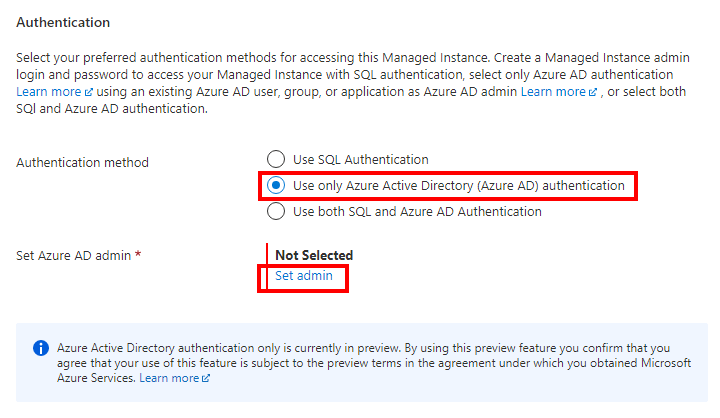 Authentication
Select your preferred authentication methods for accessing this Managed Instance. Create a Managed Instance admin
login and password to access your Managed Instance with SQL authentication, select only Azure AD authentication
Learn more using an existing Azure AD user, group, or application as Azure AD admin Learn more , or select both
SQl and Azure AD authentication.
Authentication method
Use SQL Authentication
Use only Azure Active Directory (Azure AD) authentication
Use both SQL and Azure AD Authentication
Set Azure AD admin *
Not Selected
Set admin
Azure Active Directory authentication only is currently in preview. By using this preview feature you confirm that you
agree that your use of this feature is subject to the preview terms in the agreement under which you obtained Microsoft
Azure Services. Learn more